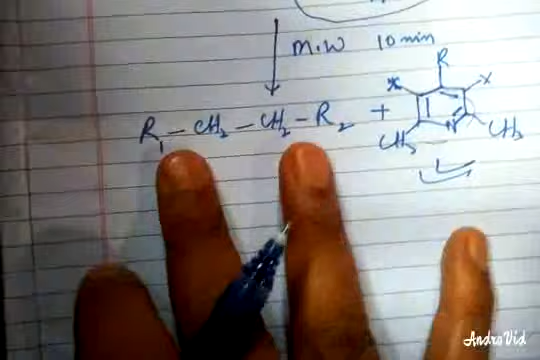 M.W 10 min
R
X X
R₁ – CH₂ – CH₂ – R₂ +
N
CH₃ CH₃
AndroVid